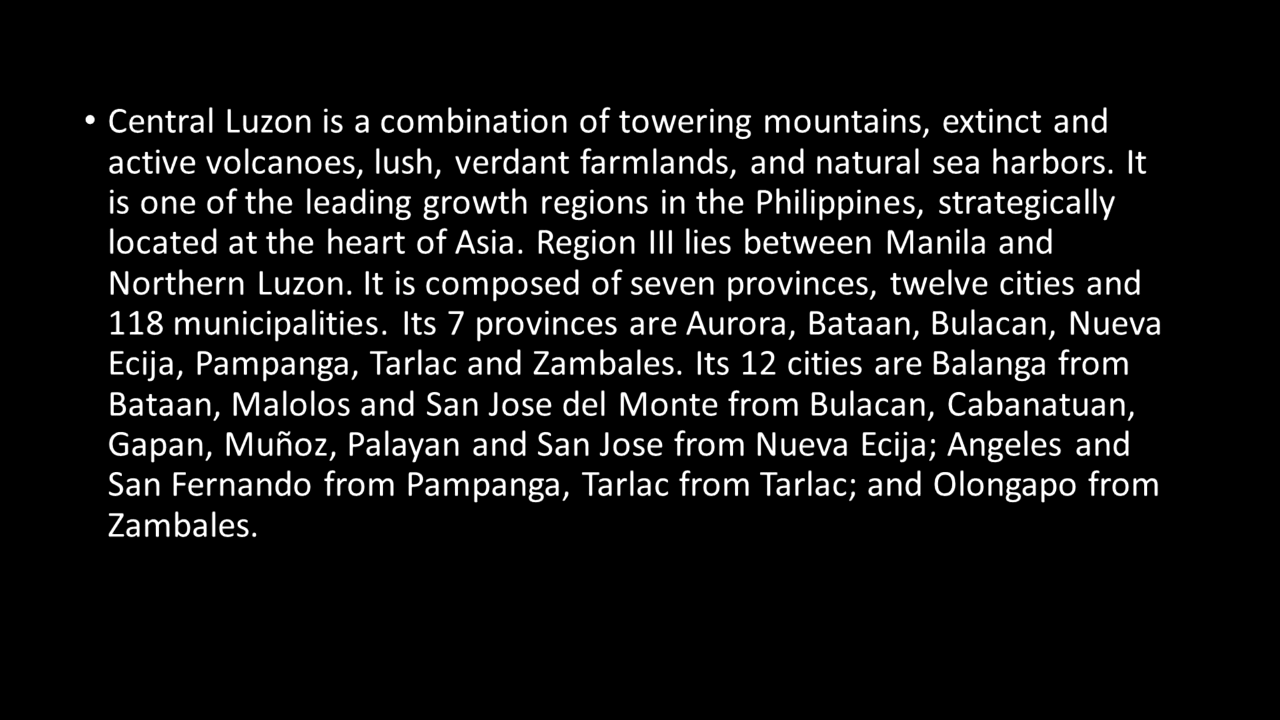 • Central Luzon is a combination of towering mountains, extinct and
active volcanoes, lush, verdant farmlands, and natural sea harbors. It
is one of the leading growth regions in the Philippines, strategically
located at the heart of Asia. Region III lies between Manila and
Northern Luzon. It is composed of seven provinces, twelve cities and
118 municipalities. Its 7 provinces are Aurora, Bataan, Bulacan, Nueva
Ecija, Pampanga, Tarlac and Zambales. Its 12 cities are Balanga from
Bataan, Malolos and San Jose del Monte from Bulacan, Cabanatuan,
Gapan, Muñoz, Palayan and San Jose from Nueva Ecija; Angeles and
San Fernando from Pampanga, Tarlac from Tarlac; and Olongapo from
Zambales.